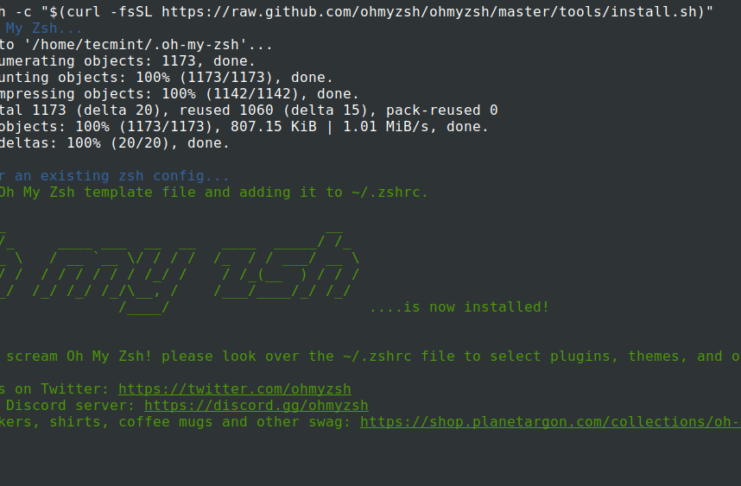 h -c "$(curl -fsSL https://raw.github.com/ohmyzsh/ohmyzsh/master/tools/install.sh)"
My Zsh...
to '/home/tecmint/.oh-my-zsh'...
umerating objects: 1173, done.
unting objects: 100% (1173/1173), done.
mpressing objects: 100% (1142/1142), done.
tal 1173 (delta 20), reused 1060 (delta 15), pack-reused 0
objects: 100% (1173/1173), 807.15 KiB | 1.01 MiB/s, done.
deltas: 100% (20/20), done.
r an existing zsh config...
Oh My Zsh template file and adding it to ~/.zshrc.
h my zsh
....is now installed!
scream Oh My Zsh! please look over the ~/.zshrc file to select plugins, themes, and o
s on Twitter: https://twitter.com/ohmyzsh
Discord server: https://discord.gg/ohmyzsh
kers, shirts, coffee mugs and other swag: https://shop.planetargon.com/collections/oh-